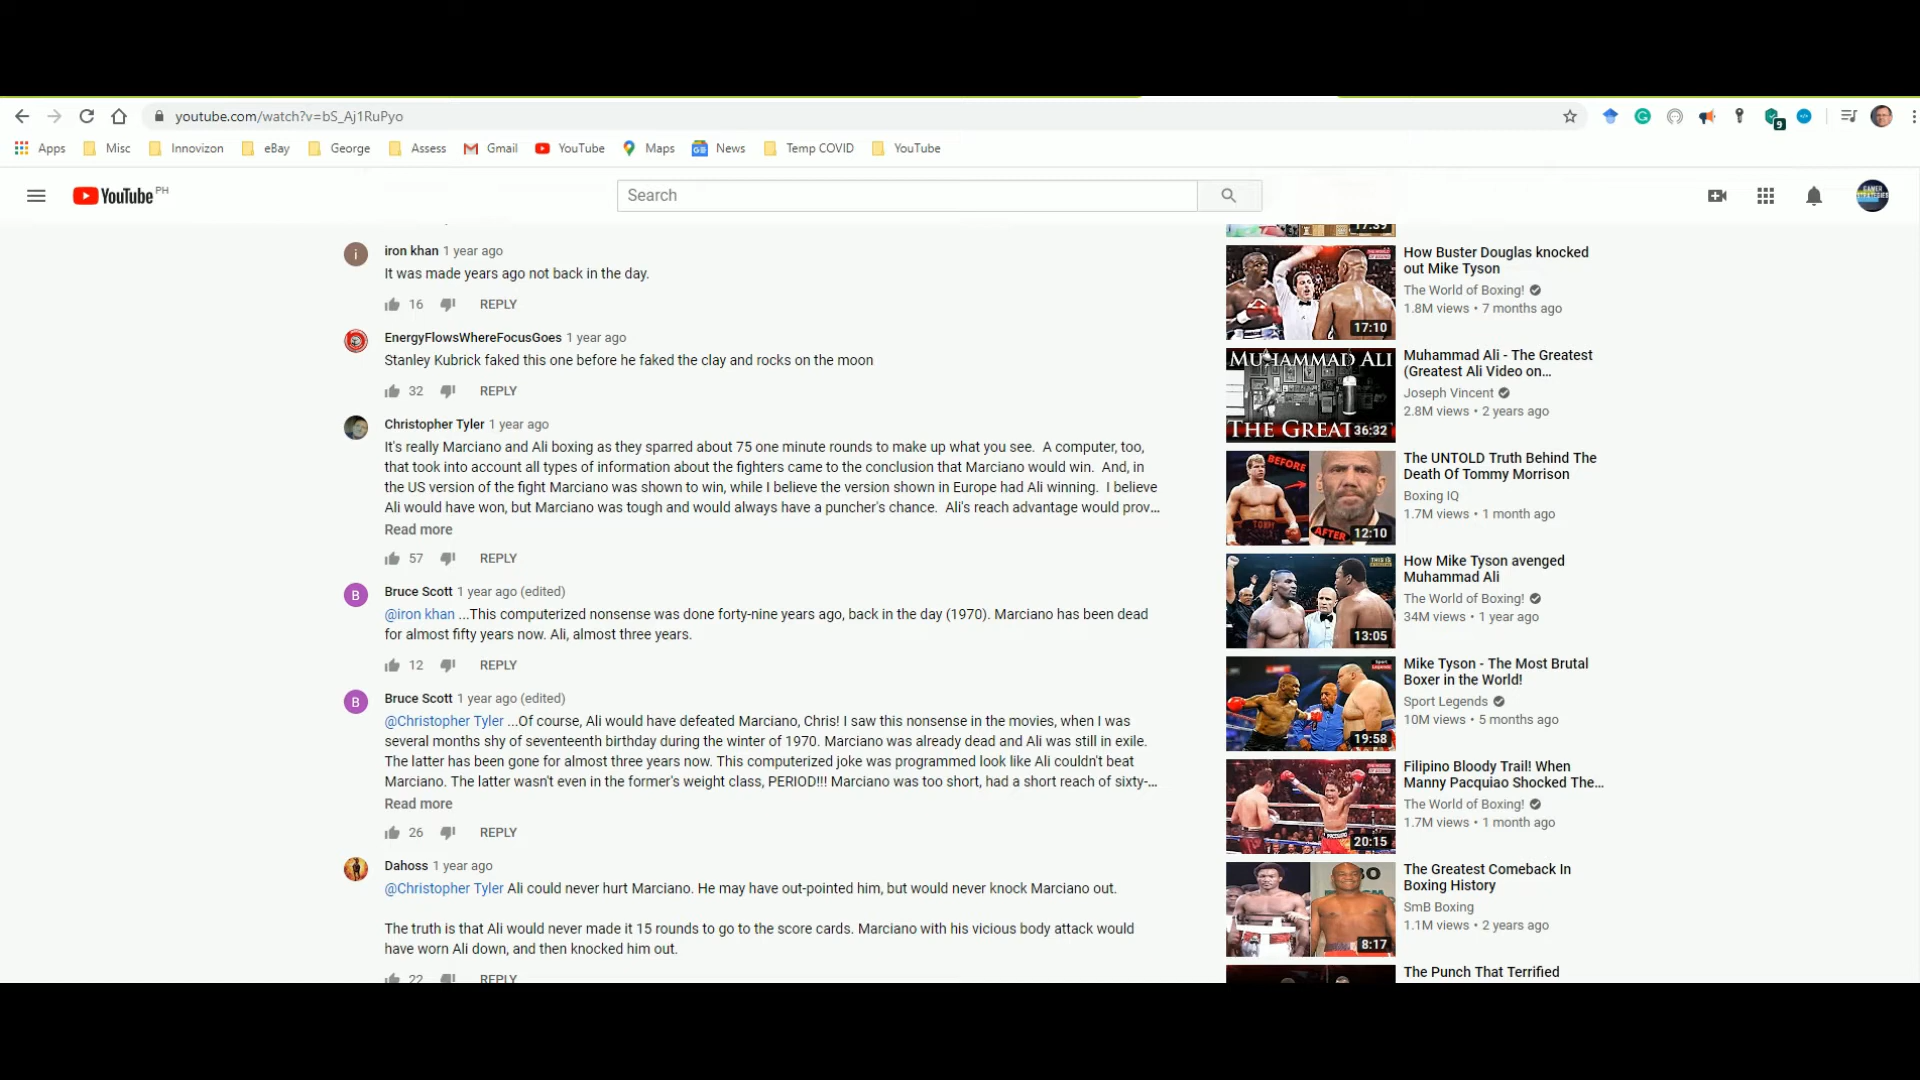 youtube.com/watch?v=bS_Aj1RuPyo
9
Apps Misc Innovizon eBay George Assess Gmail YouTube Maps News Temp COVID YouTube
YouTube PH
Search
iron khan 1 year ago
It was made years ago not back in the day.
16 REPLY
EnergyFlowsWhereFocusGoes 1 year ago
Stanley Kubrick faked this one before he faked the clay and rocks on the moon
32 REPLY
Christopher Tyler 1 year ago
It's really Marciano and Ali boxing as they sparred about 75 one minute rounds to make up what you see. A computer, too,
that took into account all types of information about the fighters came to the conclusion that Marciano would win. And, in
the US version of the fight Marciano was shown to win, while I believe the version shown in Europe had Ali winning. I believe
Ali would have won, but Marciano was tough and would always have a puncher's chance. Ali's reach advantage would prov...
Read more
57 REPLY
Bruce Scott 1 year ago (edited)
@iron khan ...This computerized nonsense was done forty-nine years ago, back in the day (1970). Marciano has been dead
for almost fifty years now. Ali, almost three years.
12 REPLY
Bruce Scott 1 year ago (edited)
@Christopher Tyler ...Of course, Ali would have defeated Marciano, Chris! I saw this nonsense in the movies, when I was
several months shy of seventeenth birthday during the winter of 1970. Marciano was already dead and Ali was still in exile.
The latter has been gone for almost three years now. This computerized joke was programmed look like Ali couldn't beat
Marciano. The latter wasn't even in the former's weight class, PERIOD!!! Marciano was too short, had a short reach of sixty-...
Read more
26 REPLY
Dahoss 1 year ago
@Christopher Tyler Ali could never hurt Marciano. He may have out-pointed him, but would never knock Marciano out.
The truth is that Ali would never made it 15 rounds to go to the score cards. Marciano with his vicious body attack would
have worn Ali down, and then knocked him out.
22 REPLY
17:39
17:10
How Buster Douglas knocked
out Mike Tyson
The World of Boxing!
1.8M views • 7 months ago
MUHAMMAD ALI
THE GREAT
36:32
Muhammad Ali - The Greatest
(Greatest Ali Video on...
Joseph Vincent
2.8M views • 2 years ago
BEFORE
AFTER
12:10
The UNTOLD Truth Behind The
Death Of Tommy Morrison
Boxing IQ
1.7M views • 1 month ago
13:05
How Mike Tyson avenged
Muhammad Ali
The World of Boxing!
34M views • 1 year ago
19:58
Mike Tyson - The Most Brutal
Boxer in the World!
Sport Legends
10M views • 5 months ago
20:15
Filipino Bloody Trail! When
Manny Pacquiao Shocked The...
The World of Boxing!
1.7M views • 1 month ago
8:17
The Greatest Comeback In
Boxing History
SmB Boxing
1.1M views • 2 years ago
The Punch That Terrified